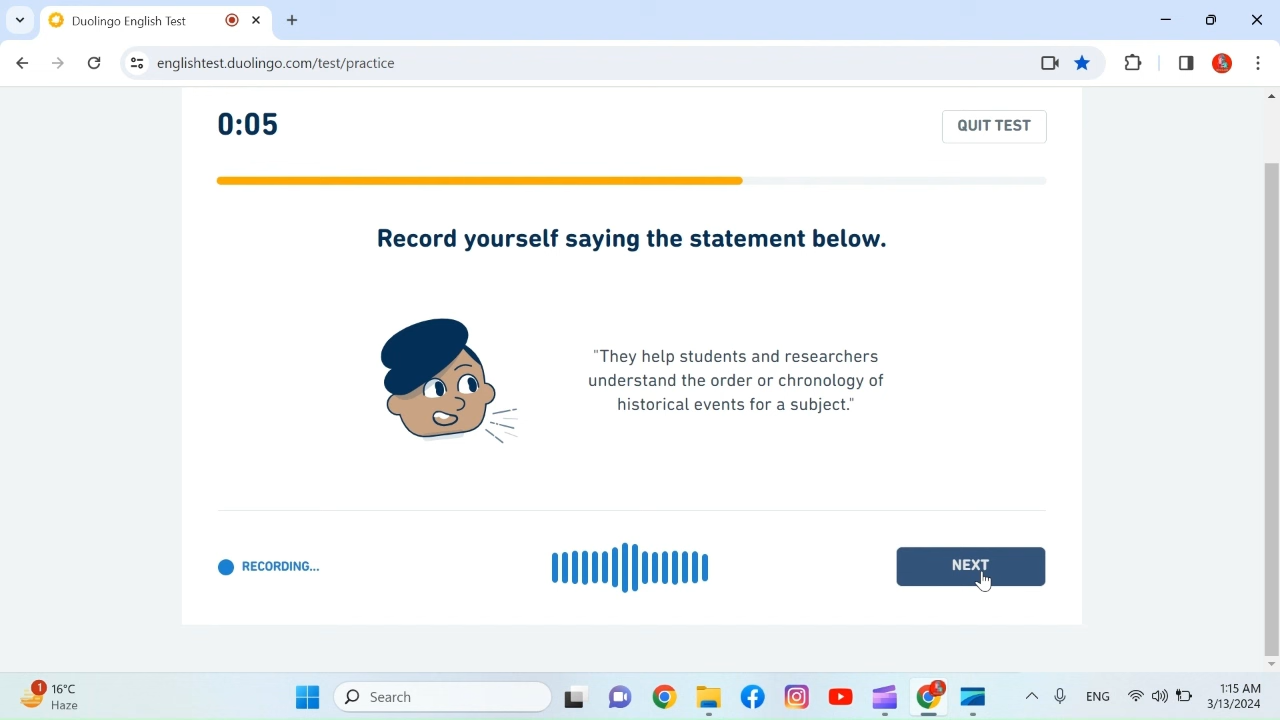 Duolingo English Test
englishtest.duolingo.com/test/practice
0:05
QUIT TEST
Record yourself saying the statement below.
"They help students and researchers
understand the order or chronology of
historical events for a subject."
RECORDING...
NEXT
1
16°C
Haze
Search
ENG
1:15 AM
3/13/2024